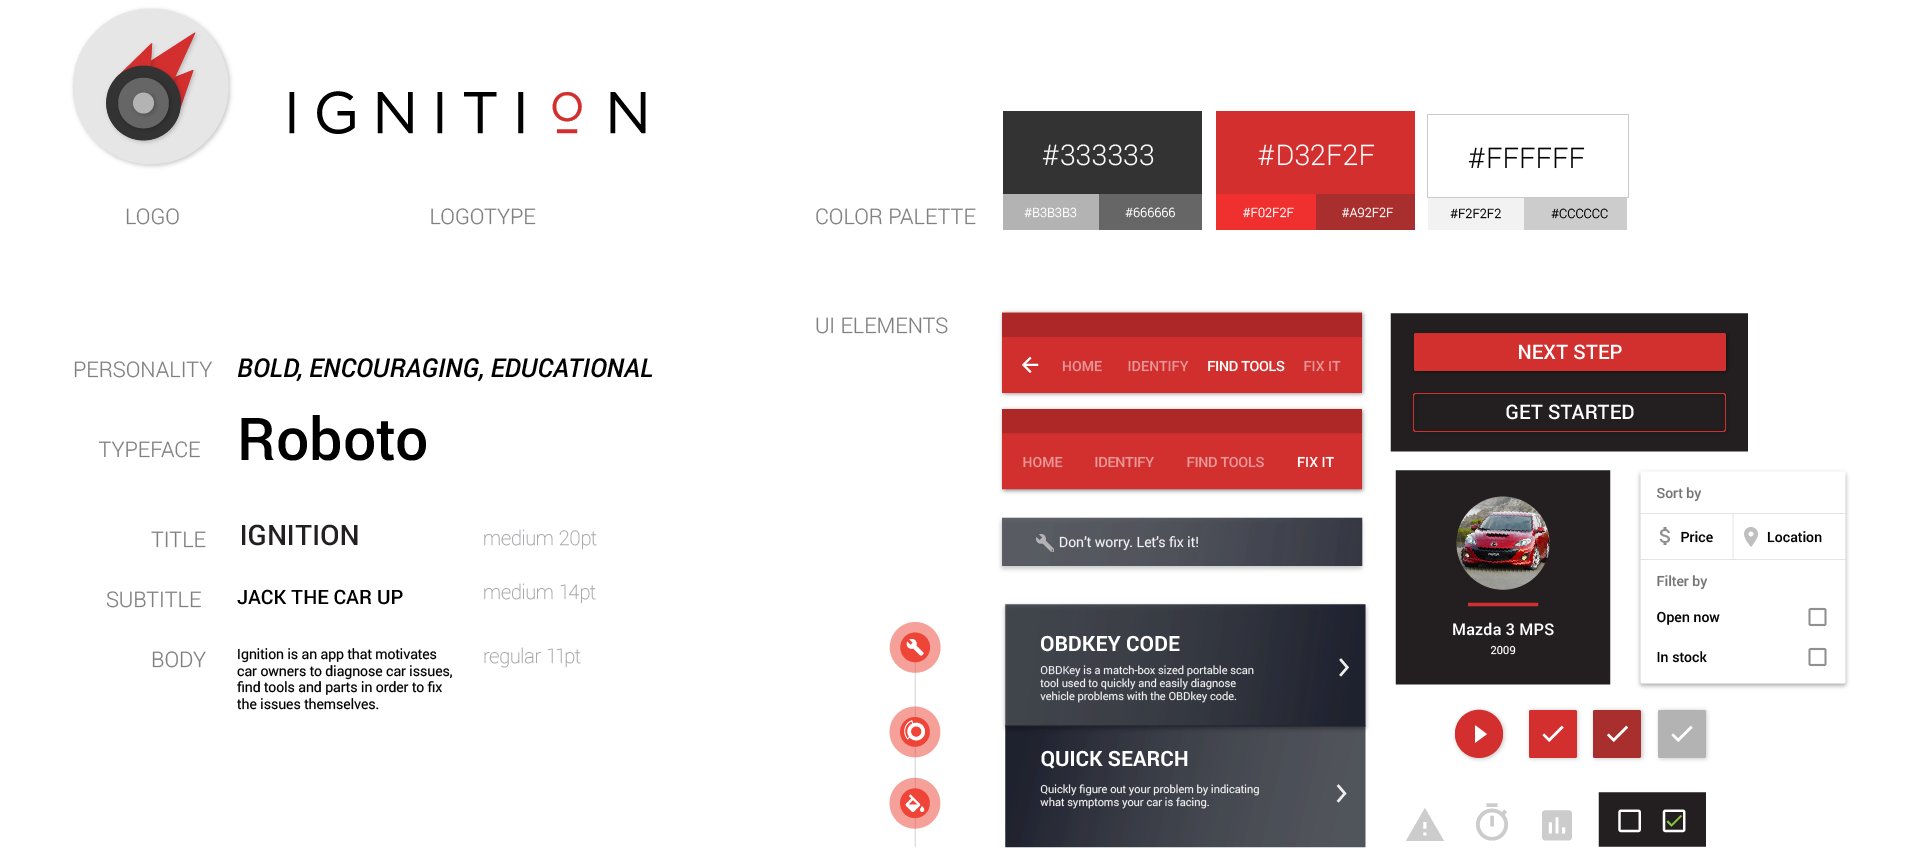 IGNITION
LOGO
LOGOTYPE
COLOR PALETTE
#333333
#B3B3B3
#666666
#D32F2F
#F02F2F
#A92F2F
#FFFFFF
#F2F2F2
#CCCCCC
PERSONALITY
BOLD, ENCOURAGING, EDUCATIONAL
TYPEFACE
Roboto
TITLE
IGNITION
medium 20pt
SUBTITLE
JACK THE CAR UP
medium 14pt
BODY
Ignition is an app that motivates
car owners to diagnose car issues,
find tools and parts in order to fix
the issues themselves.
regular 11pt
UI ELEMENTS
HOME IDENTIFY FIND TOOLS FIX IT
HOME IDENTIFY FIND TOOLS FIX IT
Don't worry. Let's fix it!
OBDKEY CODE
OBDKey is a match-box sized portable scan
tool used to quickly and easily diagnose
vehicle problems with the OBDkey code.
QUICK SEARCH
Quickly figure out your problem by indicating
what symptoms your car is facing.
NEXT STEP
GET STARTED
Mazda 3 MPS
2009
Sort by
$ Price
Location
Filter by
Open now
In stock